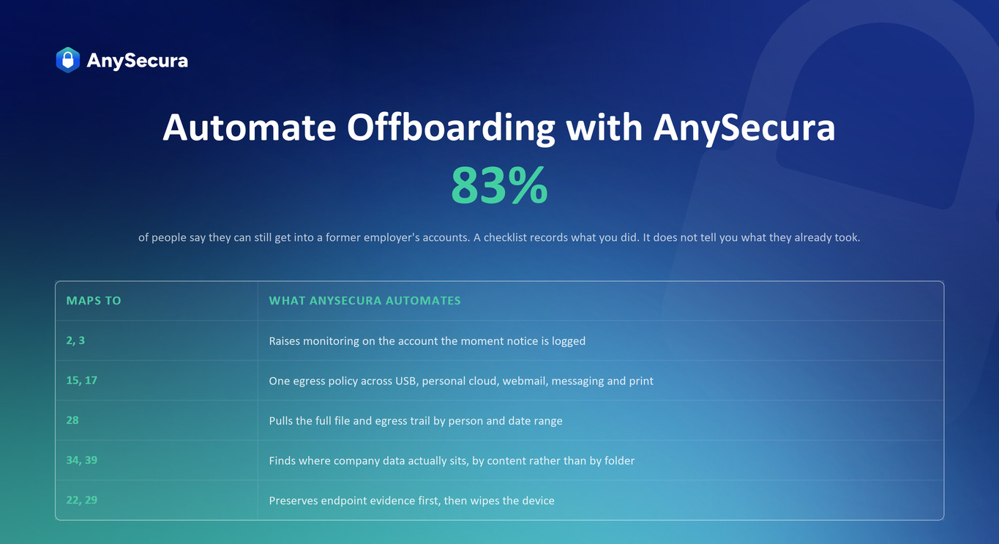 AnySecura
Automate Offboarding with AnySecura
83%
of people say they can still get into a former employer's accounts. A checklist records what you did. It does not tell you what they already took.
MAPS TO
WHAT ANYSECURA AUTOMATES
2, 3
Raises monitoring on the account the moment notice is logged
15, 17
One egress policy across USB, personal cloud, webmail, messaging and print
28
Pulls the full file and egress trail by person and date range
34, 39
Finds where company data actually sits, by content rather than by folder
22, 29
Preserves endpoint evidence first, then wipes the device